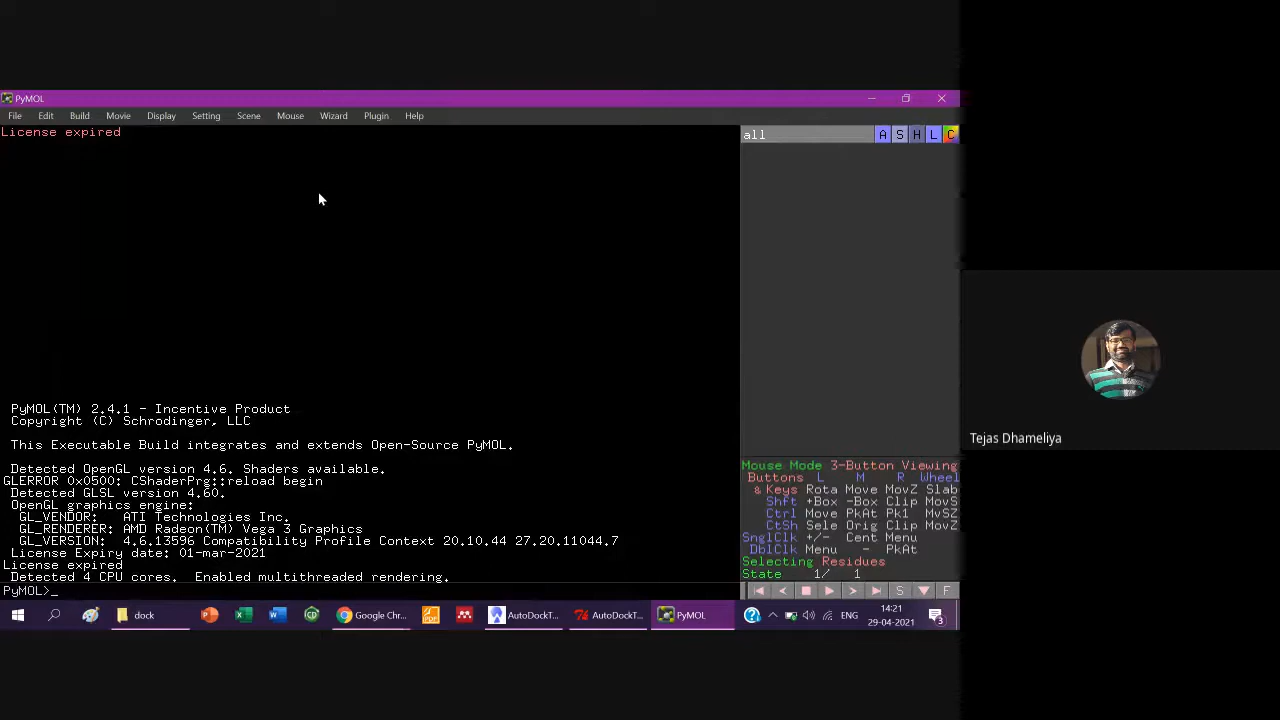 PyMOL
File Edit Build Movie Display Setting Scene Mouse Wizard Plugin Help
License expired
all A S H L C
PyMOL(TM) 2.4.1 - Incentive Product
Copyright (C) Schrodinger, LLC
This Executable Build integrates and extends Open-Source PyMOL.
Detected OpenGL version 4.6. Shaders available.
GLERROR 0x0500: CShaderPrg::reload begin
Detected GLSL version 4.60.
OpenGL graphics engine:
GL_VENDOR: ATI Technologies Inc.
GL_RENDERER: AMD Radeon(TM) Vega 3 Graphics
GL_VERSION: 4.6.13596 Compatibility Profile Context 20.10.44 27.20.11044.7
License Expiry date: 01-mar-2021
License expired
Detected 4 CPU cores. Enabled multithreaded rendering.
PyMOL>_
Mouse Mode 3-Button Viewing
Buttons L M R Wheel
& Keys Rota Move MovZ Slab
Shft +Box -Box Clip MovS
Ctrl Move PkAt Pk1 MvSZ
CtSh Sele Orig Clip MovZ
SnglClk +/- Cent Menu
DblClk Menu - PkAt
Selecting Residues
State 1/ 1
S F
Tejas Dhameliya
dock
Google Chr...
AutoDockT...
AutoDockT...
PyMOL
ENG
14:21
29-04-2021
3